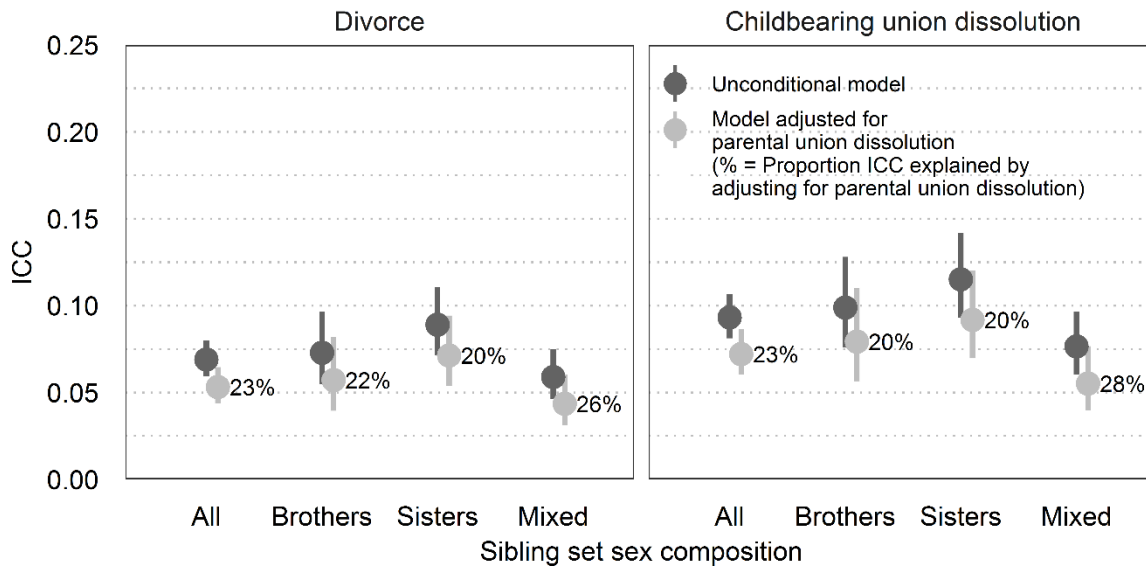 Divorce
Childbearing union dissolution
ICC
0.25
0.20
0.15
0.10
0.05
0.00
23%
22%
20%
26%
Unconditional model
Model adjusted for
parental union dissolution
(% = Proportion ICC explained by
adjusting for parental union dissolution)
23%
20%
20%
28%
All Brothers Sisters Mixed
All Brothers Sisters Mixed
Sibling set sex composition